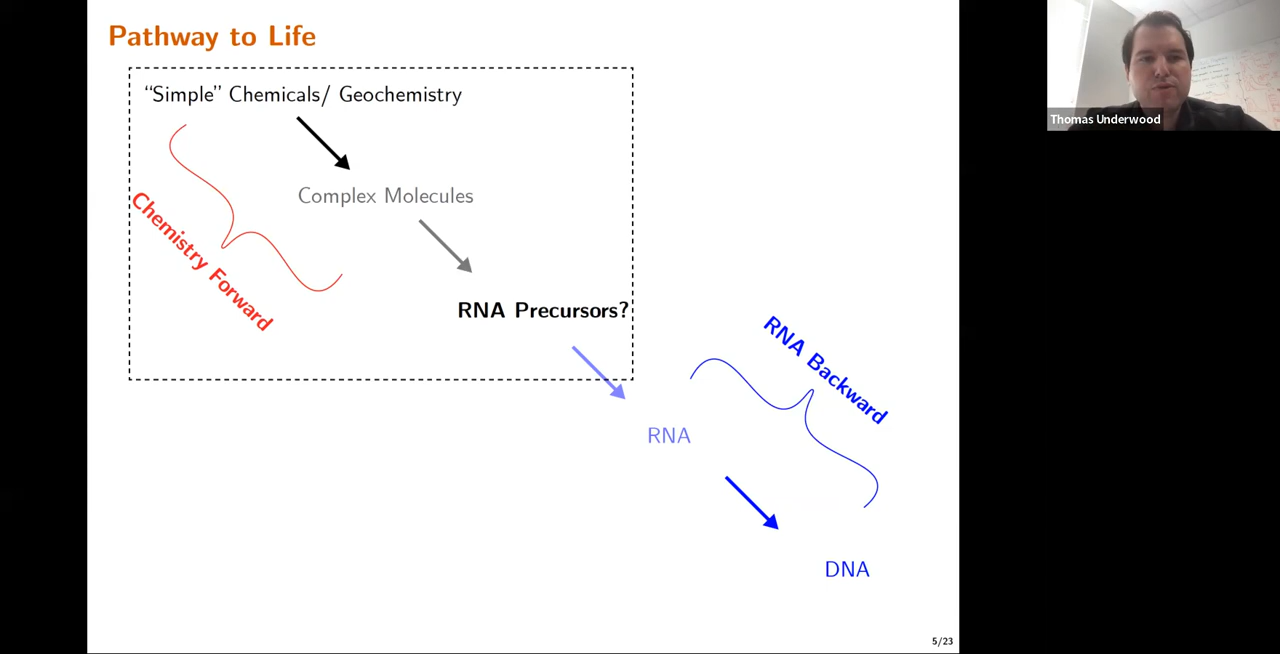 Pathway to Life
“Simple” Chemicals/ Geochemistry
Complex Molecules
Chemistry Forward
RNA Precursors?
RNA Backward
RNA
DNA
5/23
Thomas Underwood